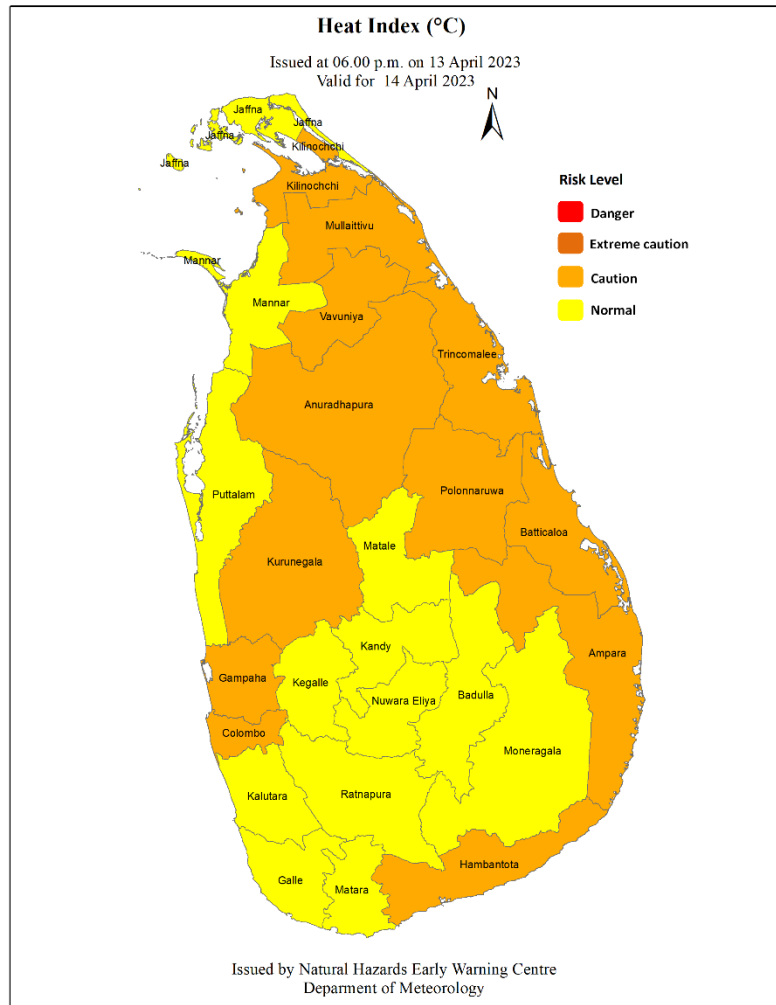 Heat Index (°C)
Issued at 06.00 p.m. on 13 April 2023
Valid for 14 April 2023
N
Jaffna
Jaffna
Jaffna
Jaffna
Kilinochchi
Kilinochchi
Mullaittivu
Risk Level
Danger
Extreme caution
Caution
Normal
Mannar
Mannar
Vavuniya
Trincomalee
Anuradhapura
Puttalam
Polonnaruwa
Batticaloa
Matale
Kurunegala
Kandy
Ampara
Gampaha
Kegalle
Nuwara Eliya
Badulla
Colombo
Moneragala
Kalutara
Ratnapura
Hambantota
Galle
Matara
Issued by Natural Hazards Early Warning Centre
Deparment of Meteorology